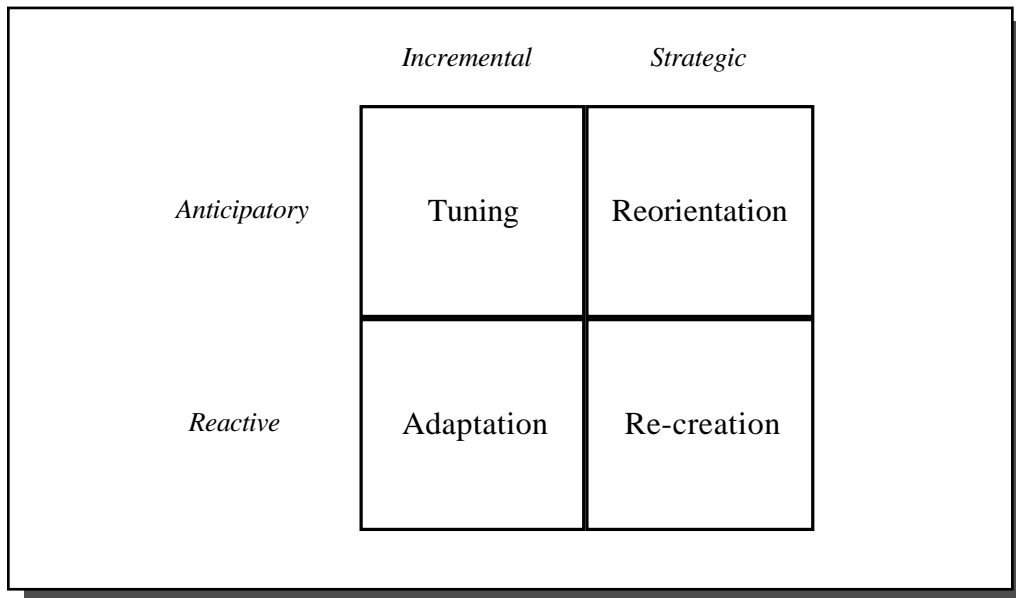 Incremental Strategic
Anticipatory Tuning Reorientation
Reactive Adaptation Re-creation